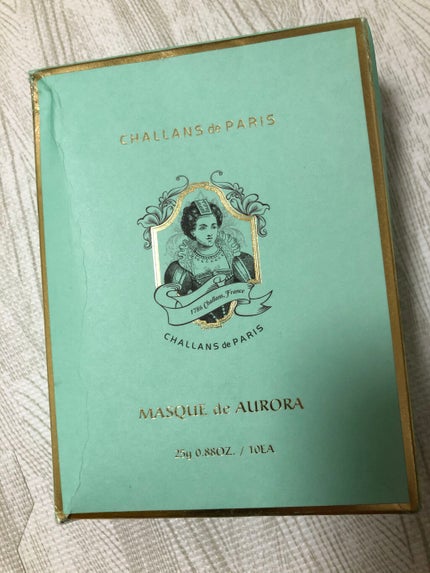 CHALLANS de PARIS
1786 Challans, France
CHALLANS de PARIS
MASQUE de AURORA
25g 0.88OZ. / 10EA